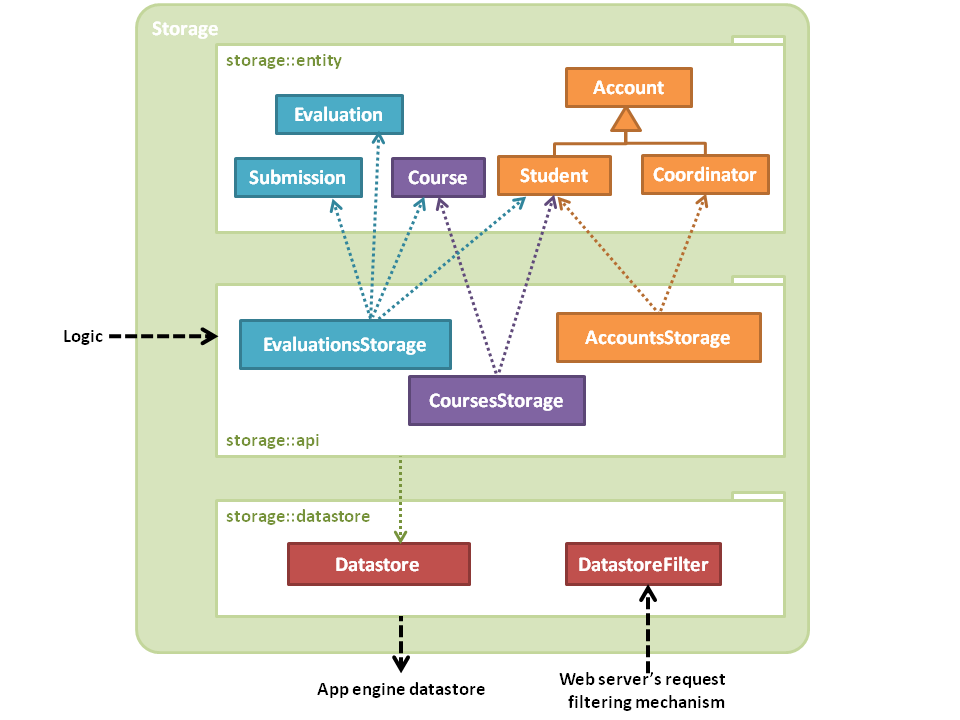 Storage
storage::entity
Account
Evaluation
Submission
Course
Student
Coordinator
Logic
EvaluationsStorage
AccountsStorage
CoursesStorage
storage::api
storage::datastore
Datastore
DatastoreFilter
App engine datastore
Web server’s request
filtering mechanism